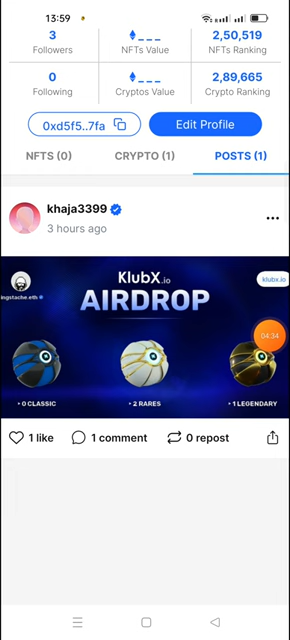 13:59
3
Followers
NFTs Value
2,50,519
NFTs Ranking
0
Following
Cryptos Value
2,89,665
Crypto Ranking
0xd5f5..7fa
Edit Profile
NFTS (0)
CRYPTO (1)
POSTS (1)
khaja3399
3 hours ago
KlubX.io
AIRDROP
ingstache.eth
klubx.io
04:34
• 0 CLASSIC
• 2 RARES
• 1 LEGENDARY
1 like
1 comment
0 repost